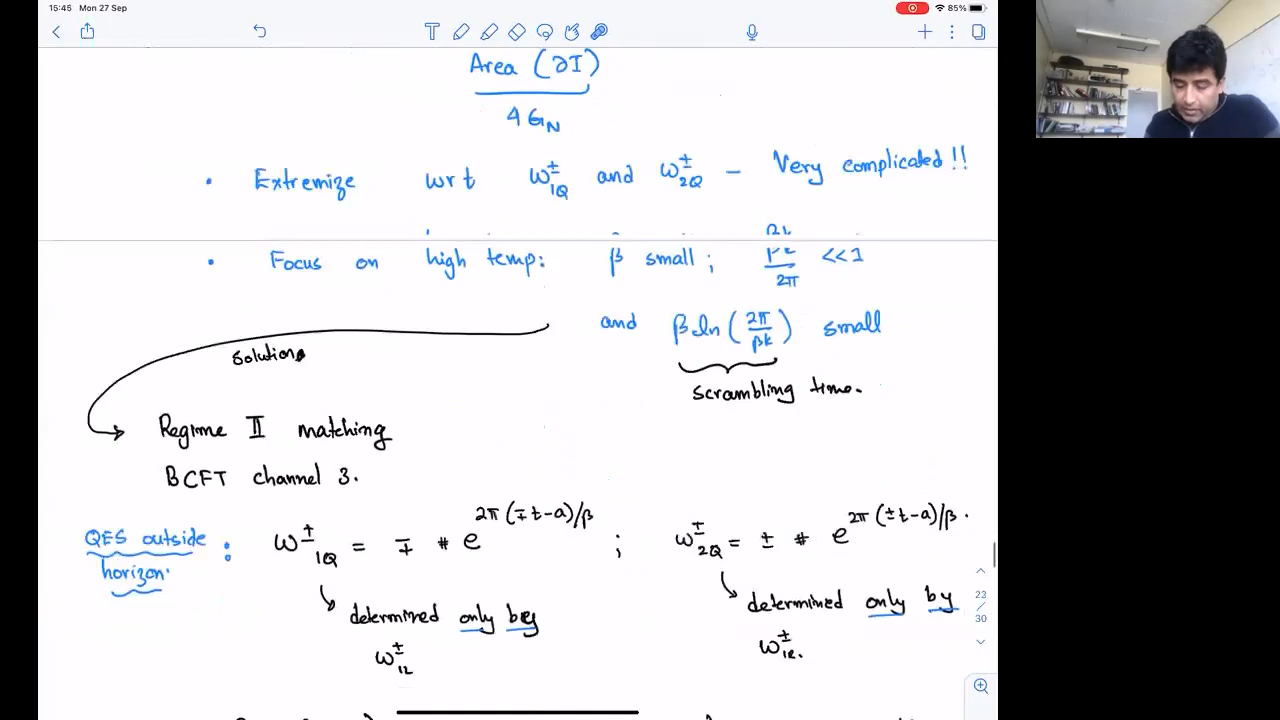 15:45 Mon 27 Sep
85%
Area (∂I)
4 G_N
• Extremize wrt ω^±_1Q and ω^±_2Q – Very complicated!!
• Focus on high temp: β small; βk/2π << 1
and β ln (2π/βk) small
scrambling time.
solution
Regime II matching
BCFT channel 3.
QES outside horizon: ω^±_1Q = ∓ # e^{2π(∓t-a)/β} ; ω^±_2Q = ± # e^{2π(±t-a)/β}.
determined only by ω^±_12
determined only by
23
/
30